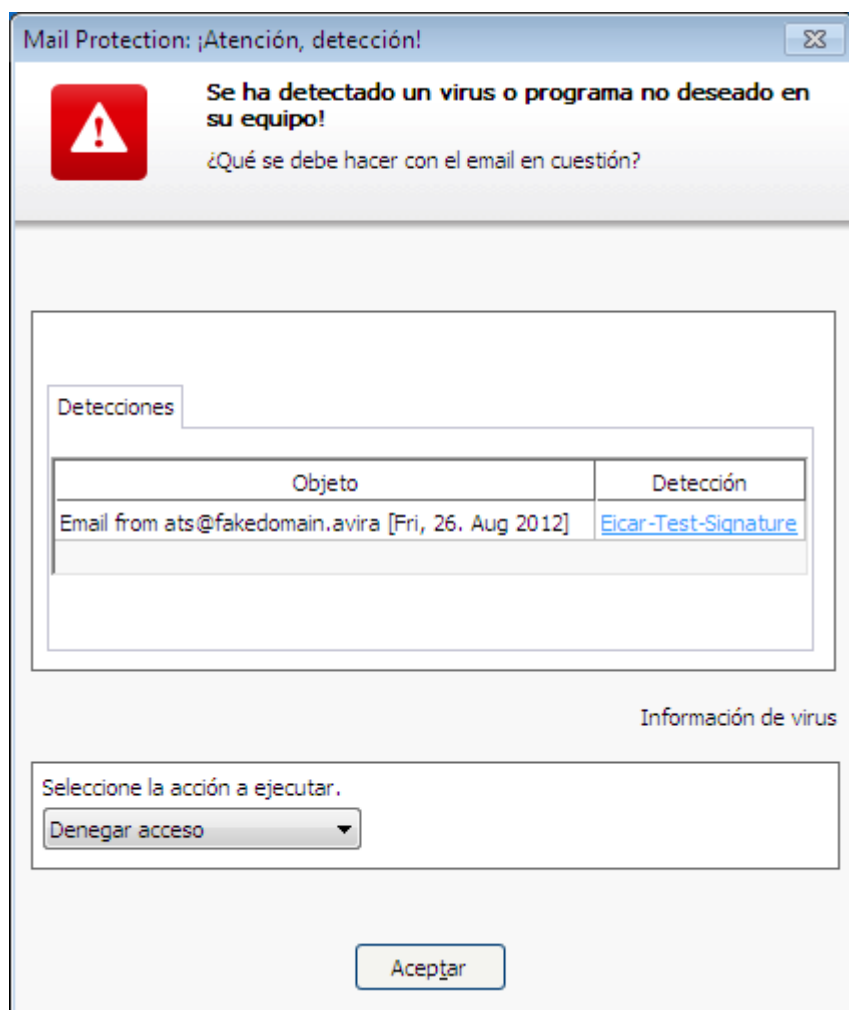 Mail Protection: ¡Atención, detección!
Se ha detectado un virus o programa no deseado en
su equipo!
¿Qué se debe hacer con el email en cuestión?
Detecciones
Objeto Detección
Email from ats@fakedomain.avira [Fri, 26. Aug 2012] Eicar-Test-Signature
Información de virus
Seleccione la acción a ejecutar.
Denegar acceso
Aceptar